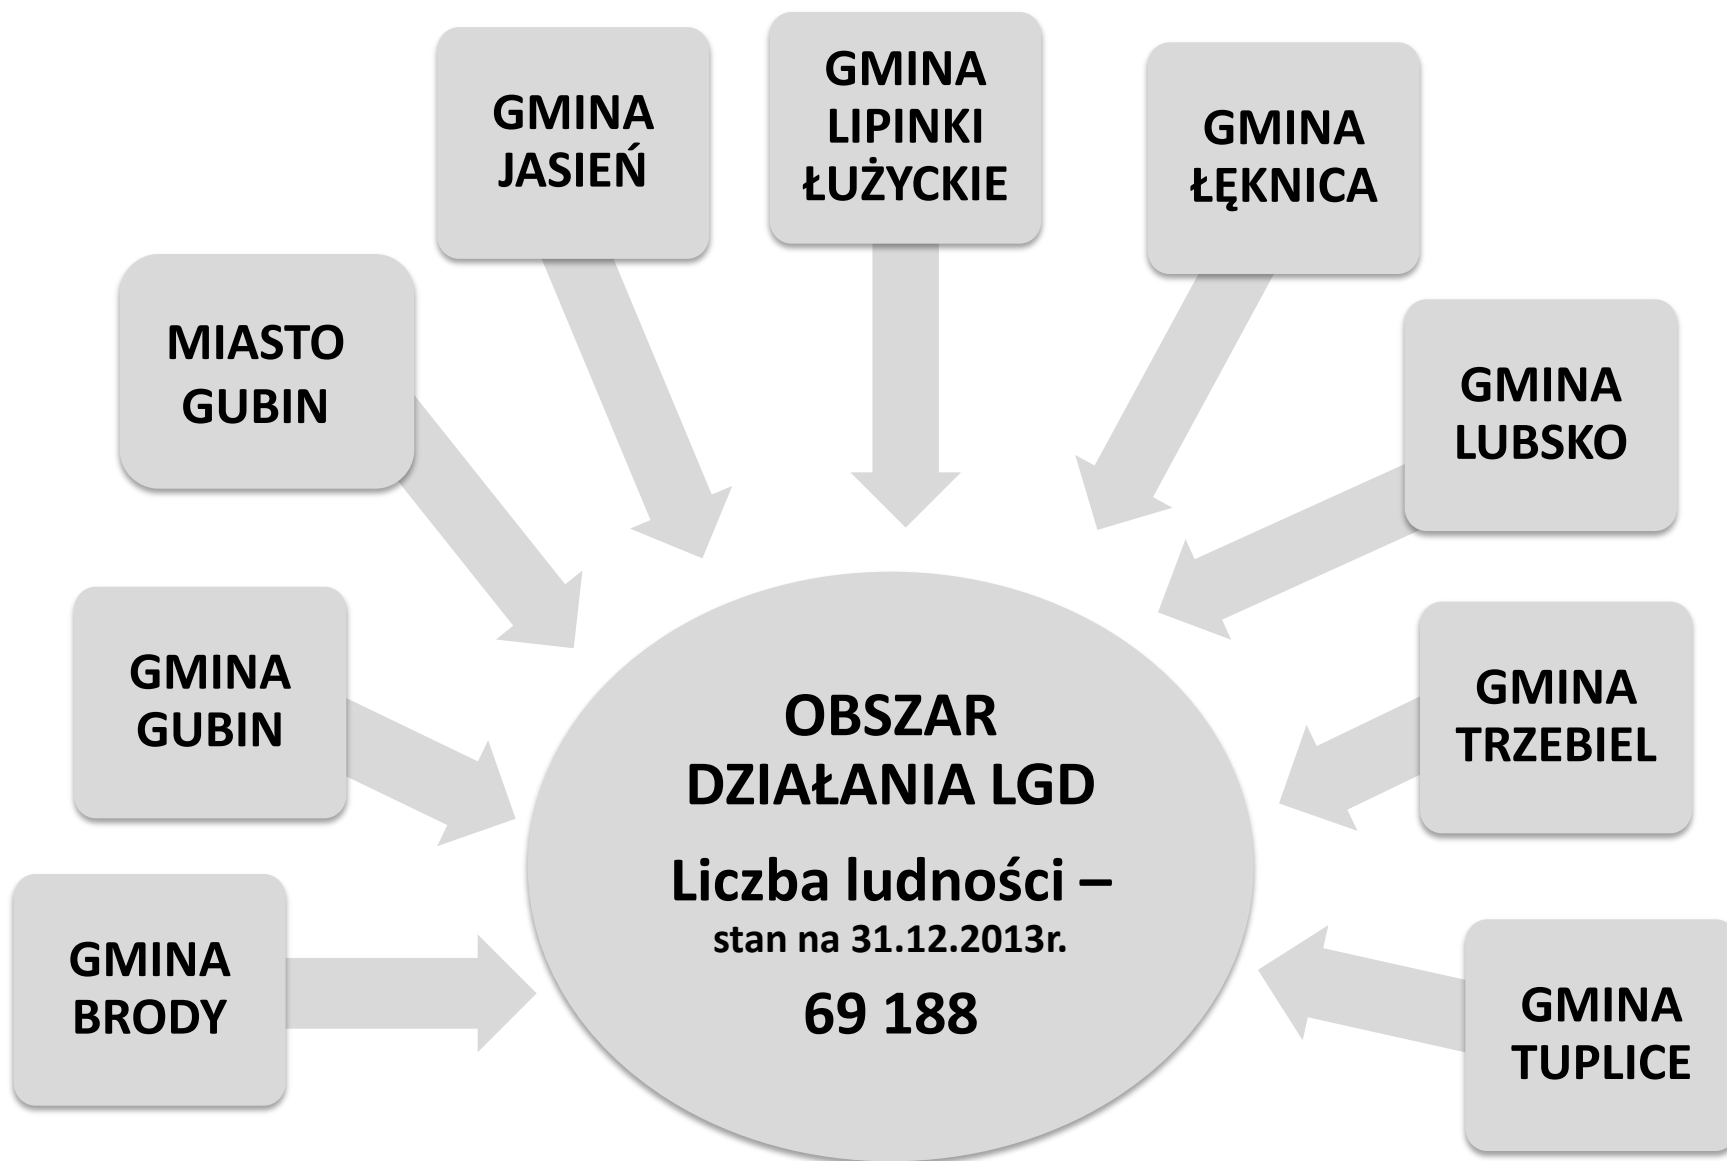 GMINA
LIPINKI
ŁUŻYCKIE
GMINA
JASIEŃ
GMINA
ŁĘKNICA
MIASTO
GUBIN
GMINA
LUBSKO
GMINA
GUBIN
GMINA
TRZEBIEL
GMINA
BRODY
GMINA
TUPLICE
OBSZAR
DZIAŁANIA LGD
Liczba ludności –
stan na 31.12.2013r.
69 188